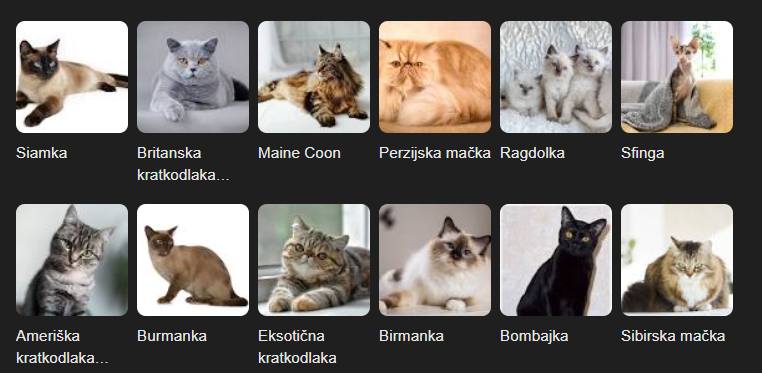 Siamka
Britanska
kratkodlaka...
Maine Coon
Perzijska mačka
Ragdolka
Sfinga
Ameriška
kratkodlaka...
Burmanka
Eksotična
kratkodlaka
Birmanka
Bombajka
Sibirska mačka